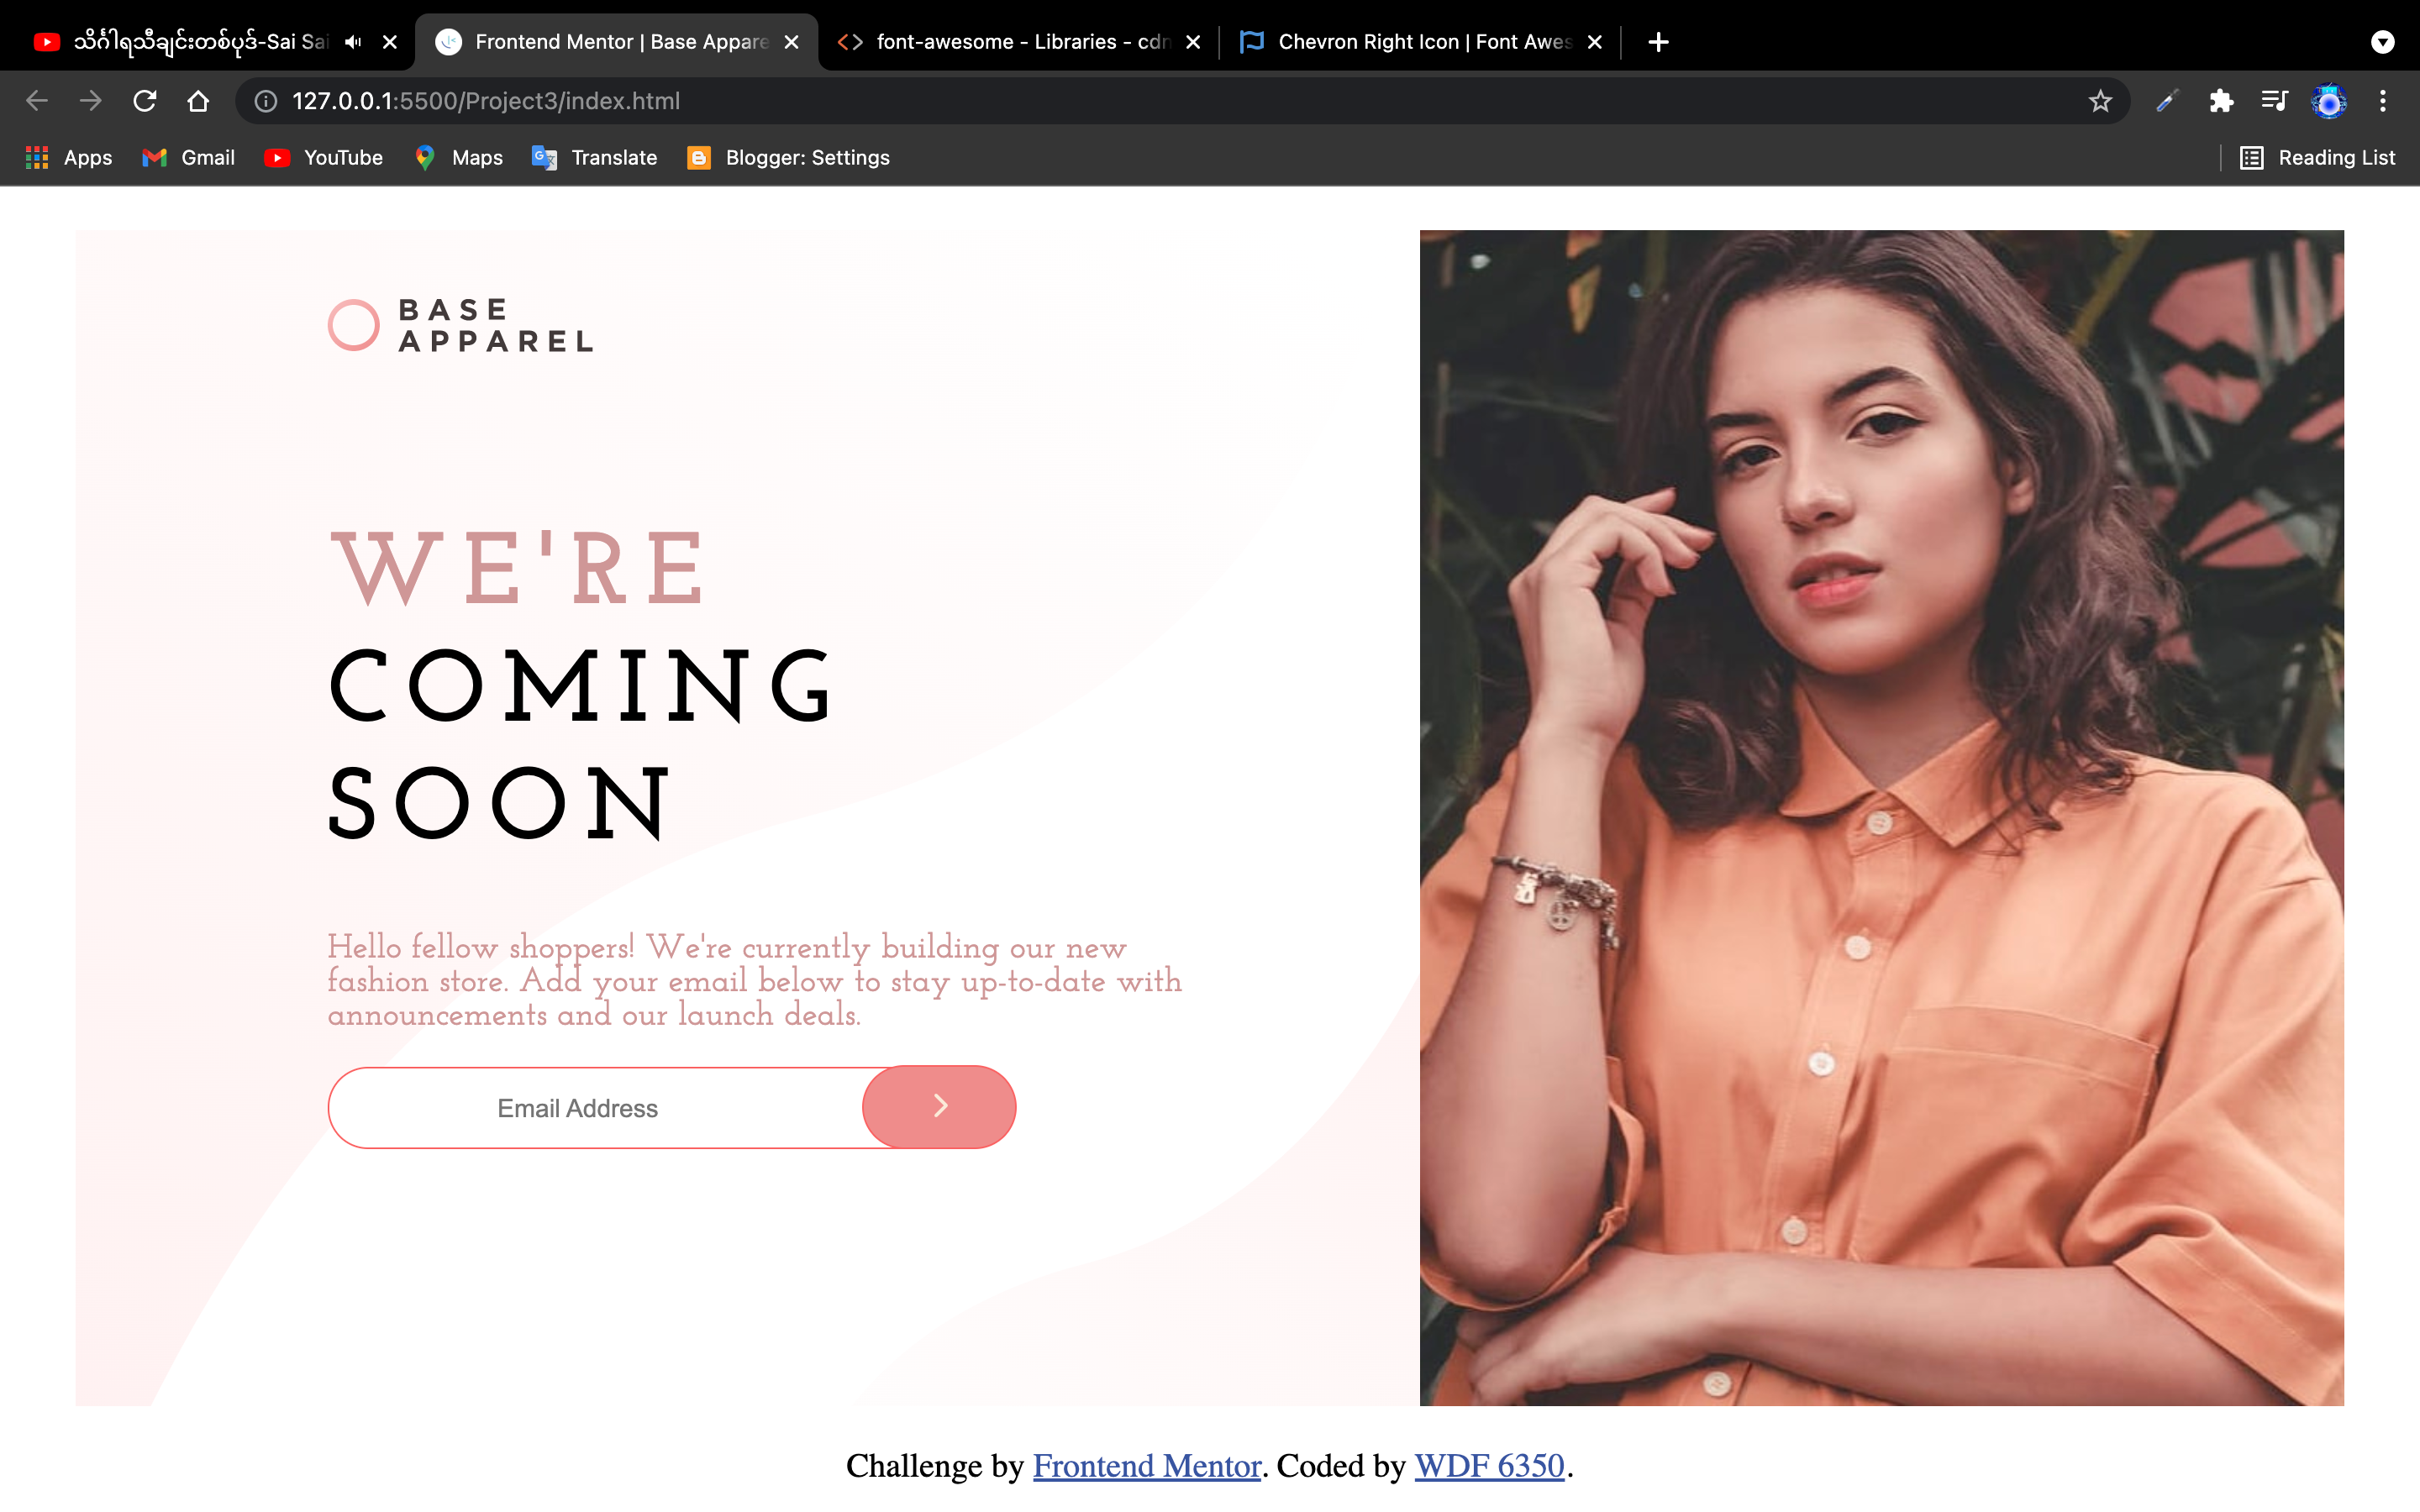 သင်္ဂါရသီချင်းတစ်ပုဒ်-Sai Sai
Frontend Mentor | Base Appare
font-awesome - Libraries - cdn
Chevron Right Icon | Font Awes
127.0.0.1:5500/Project3/index.html
Apps
Gmail
YouTube
Maps
Translate
Blogger: Settings
Reading List
BASE
APPAREL
WE'RE
COMING
SOON
Hello fellow shoppers! We're currently building our new
fashion store. Add your email below to stay up-to-date with
announcements and our launch deals.
Email Address
Challenge by Frontend Mentor. Coded by WDF 6350.